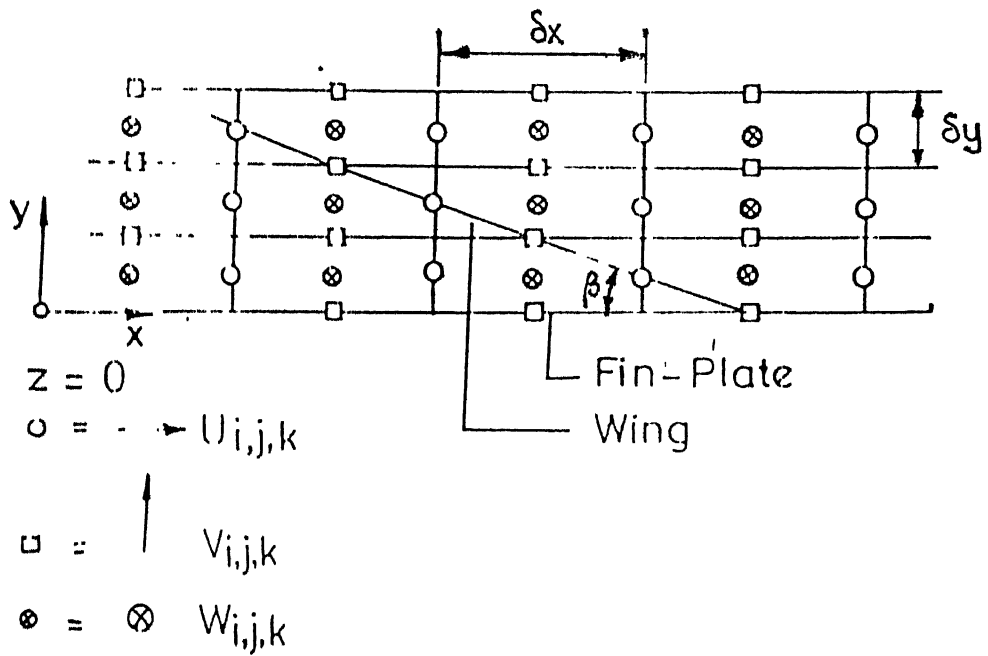 δx
δy
y
x
β
z = 0
Fin-Plate
Wing
= Ui,j,k
= Vi,j,k
= Wi,j,k